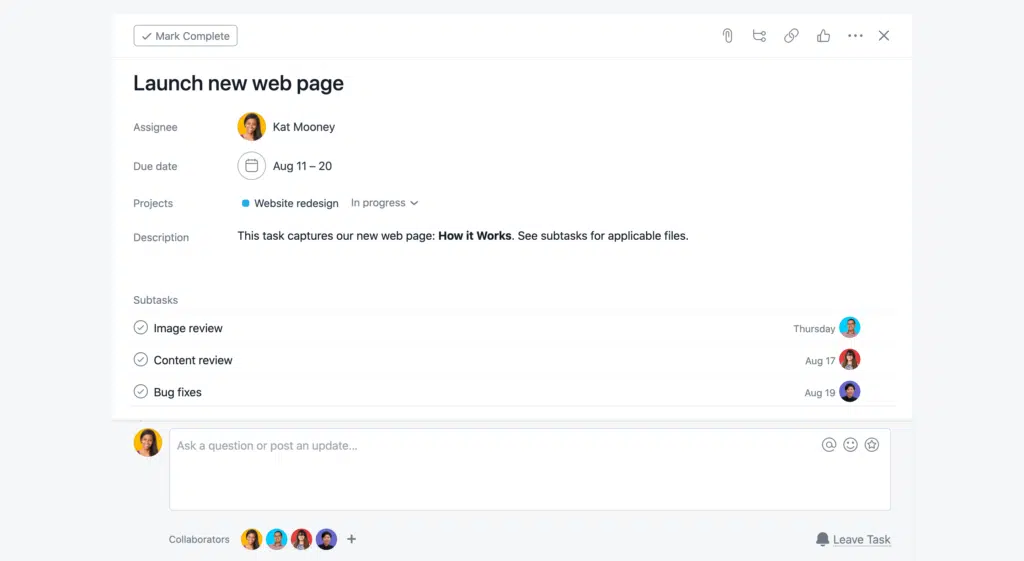 Mark Complete
Launch new web page
Assignee Kat Mooney
Due date Aug 11 – 20
Projects Website redesign In progress
Description This task captures our new web page: How it Works. See subtasks for applicable files.
Subtasks
Image review Thursday
Content review Aug 17
Bug fixes Aug 19
Ask a question or post an update...
Collaborators Leave Task